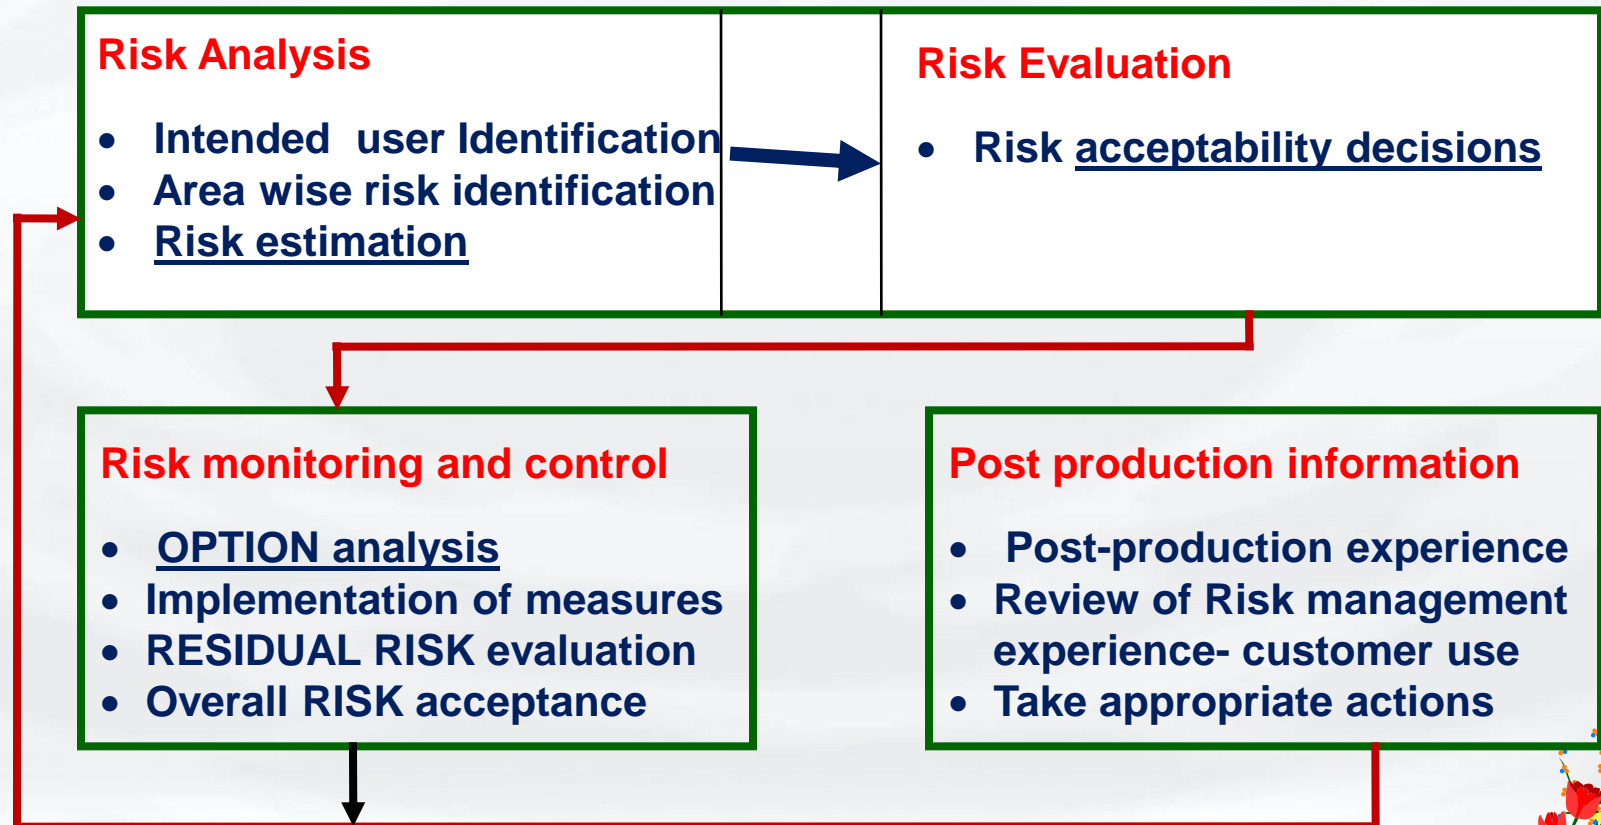 Risk Analysis
• Intended user Identification
• Area wise risk identification
• Risk estimation
Risk Evaluation
• Risk acceptability decisions
Risk monitoring and control
• OPTION analysis
• Implementation of measures
• RESIDUAL RISK evaluation
• Overall RISK acceptance
Post production information
• Post-production experience
• Review of Risk management
experience- customer use
• Take appropriate actions